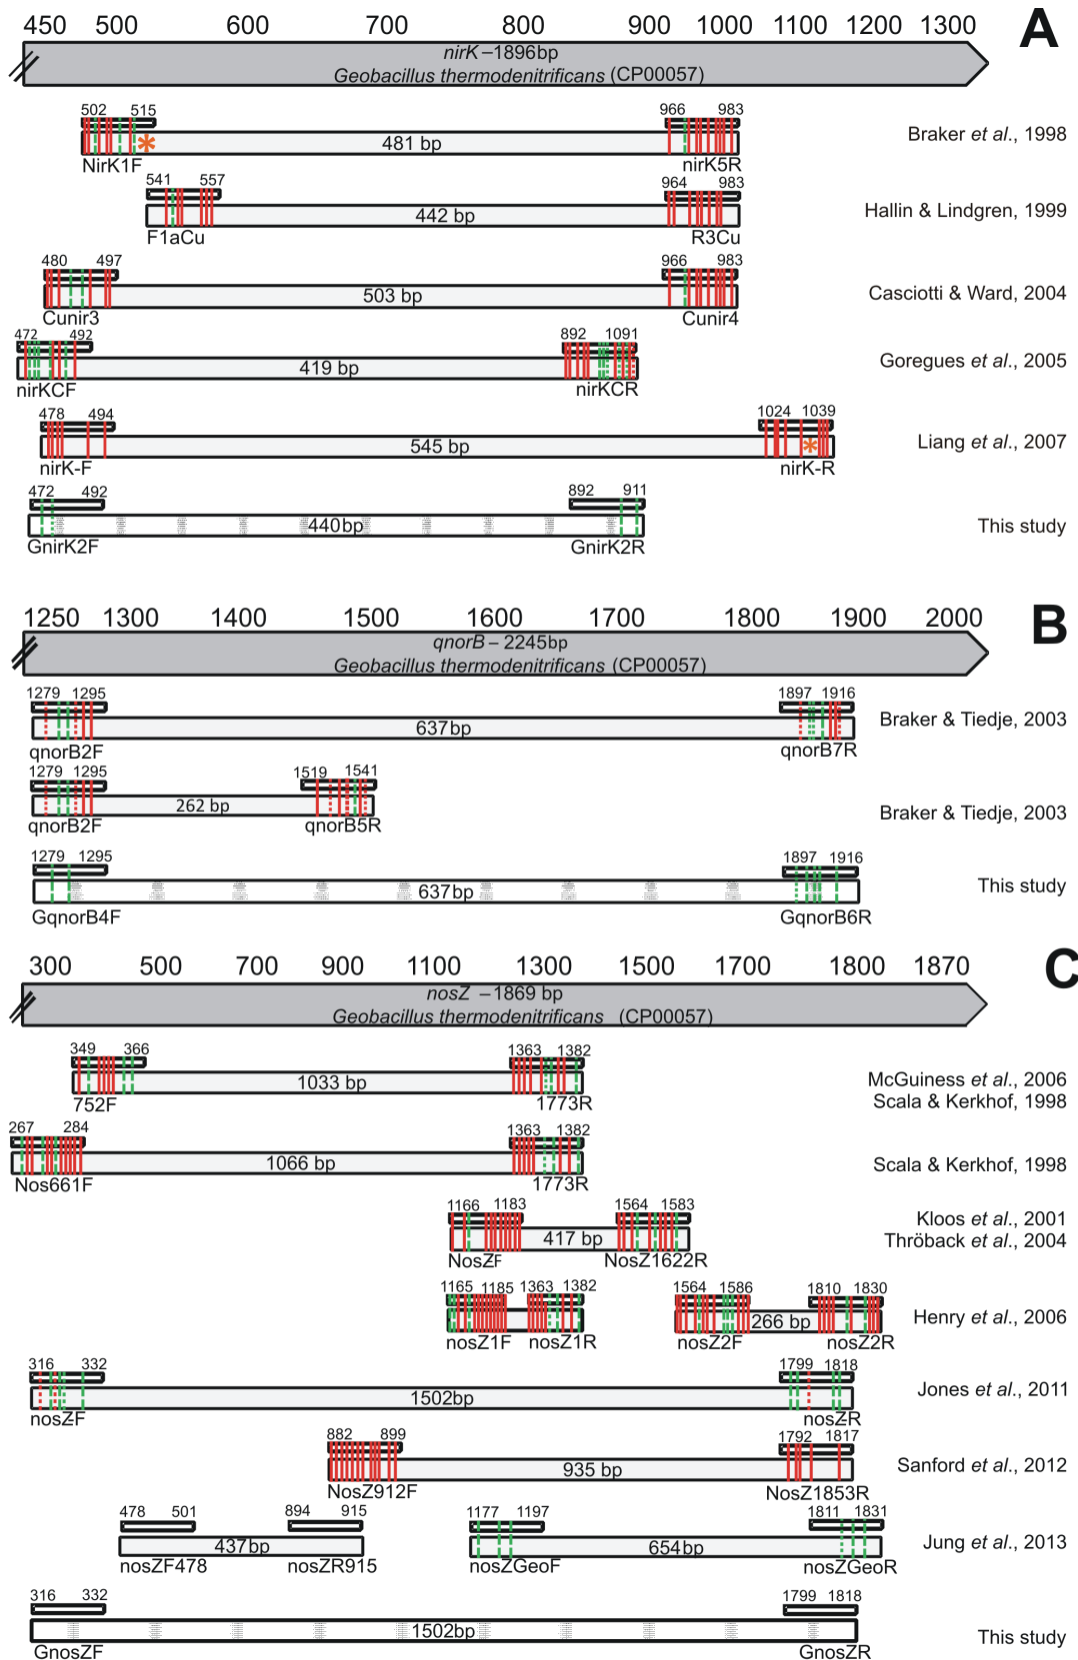 450 500 600 700 800 900 1000 1100 1200 1300
A
nirK –1896bp
Geobacillus thermodenitrificans (CP00057)
502 515 966 983
481 bp
Braker et al., 1998
NirK1F * nirK5R
541 557 964 983
442 bp
Hallin & Lindgren, 1999
F1aCu R3Cu
480 497 966 983
503 bp
Casciotti & Ward, 2004
Cunir3 Cunir4
472 492 892 1091
419 bp
Goregues et al., 2005
nirKCF nirKCR
478 494 1024 1039
545 bp *
Liang et al., 2007
nirK-F nirK-R
472 492 892 911
440bp
This study
GnirK2F GnirK2R
1250 1300 1400 1500 1600 1700 1800 1900 2000
B
qnorB – 2245bp
Geobacillus thermodenitrificans (CP00057)
1279 1295 1897 1916
637bp
Braker & Tiedje, 2003
qnorB2F qnorB7R
1279 1295 1519 1541
262 bp
Braker & Tiedje, 2003
qnorB2F qnorB5R
1279 1295 1897 1916
637bp
This study
GqnorB4F GqnorB6R
300 500 700 900 1100 1300 1500 1700 1800 1870
C
nosZ –1869 bp
Geobacillus thermodenitrificans (CP00057)
349 366 1363 1382
1033 bp
McGuiness et al., 2006
Scala & Kerkhof, 1998
752F 1773R
267 284 1363 1382
1066 bp
Scala & Kerkhof, 1998
Nos661F 1773R
1166 1183 1564 1583
417 bp
Kloos et al., 2001
Thröback et al., 2004
NosZF NosZ1622R
1165 1185 1363 1382 1564 1586 1810 1830
266 bp
Henry et al., 2006
nosZ1F nosZ1R nosZ2F nosZ2R
316 332 1799 1818
1502bp
Jones et al., 2011
nosZF nosZR
882 899 1792 1817
935 bp
Sanford et al., 2012
NosZ912F NosZ1853R
478 501 894 915 1177 1197 1811 1831
437bp 654bp
Jung et al., 2013
nosZF478 nosZR915 nosZGeoF nosZGeoR
316 332 1799 1818
1502bp
This study
GnosZF GnosZR